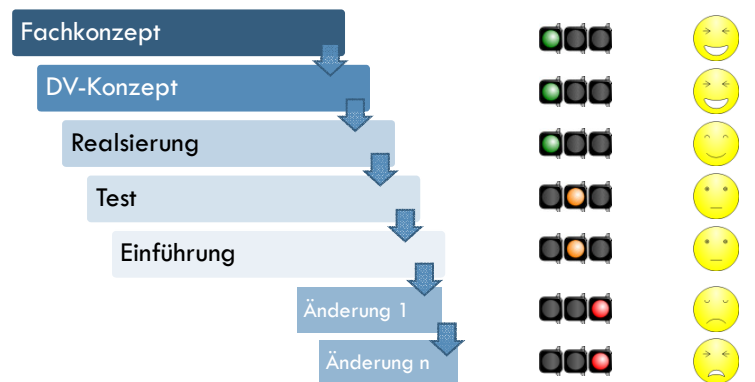 Fachkonzept
DV-Konzept
Realsierung
Test
Einführung
Änderung 1
Änderung n